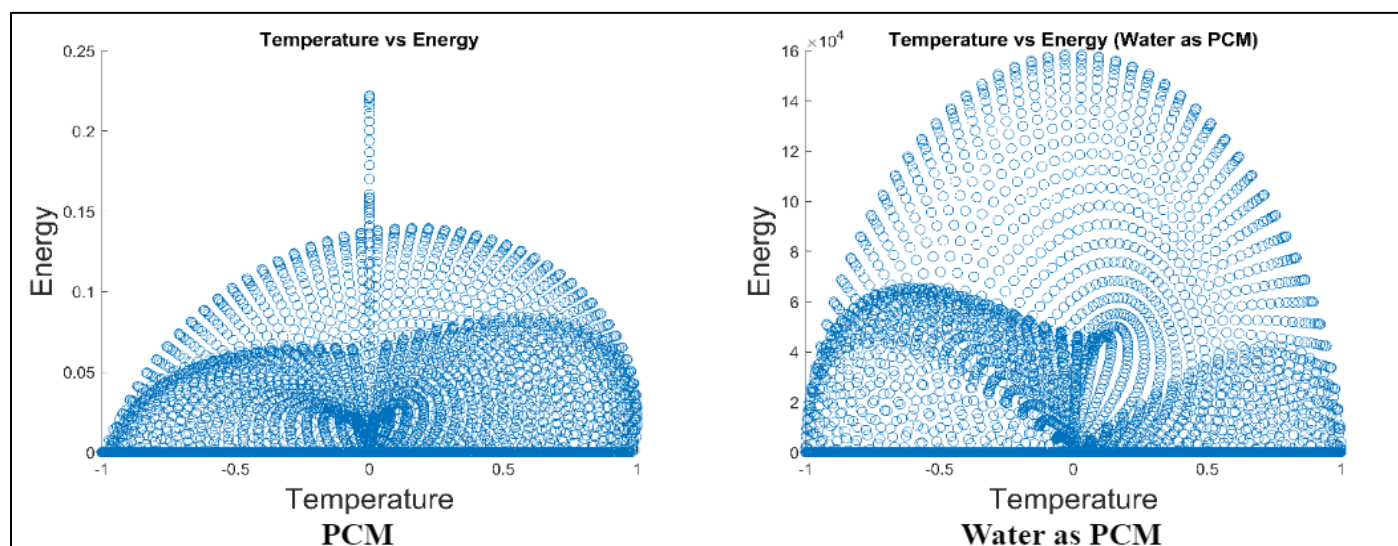 Temperature vs Energy
0.25
0.2
0.15
0.1
0.05
0
Energy
-1 -0.5 0 0.5 1
Temperature
PCM
×10⁴ Temperature vs Energy (Water as PCM)
16
14
12
10
8
6
4
2
0
Energy
-1 -0.5 0 0.5 1
Temperature
Water as PCM